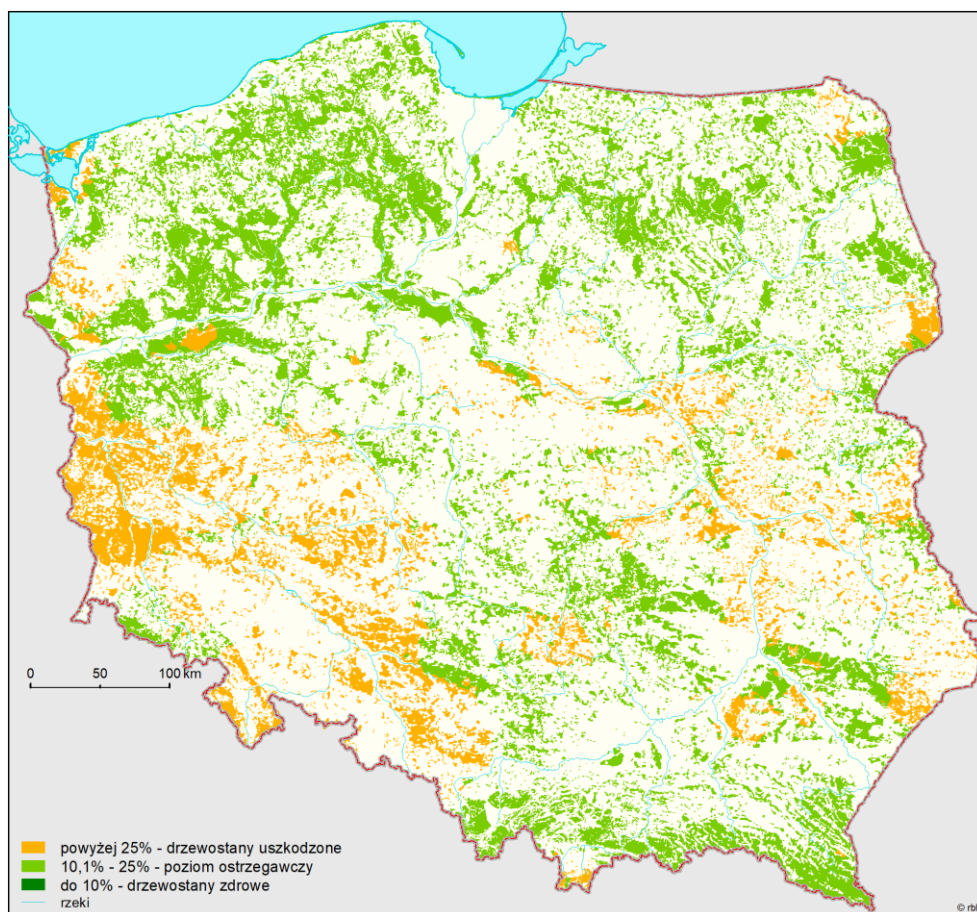 0 50 100 km
powyżej 25% - drzewostany uszkodzone
10,1% - 25% - poziom ostrzegawczy
do 10% - drzewostany zdrowe
rzeki
©